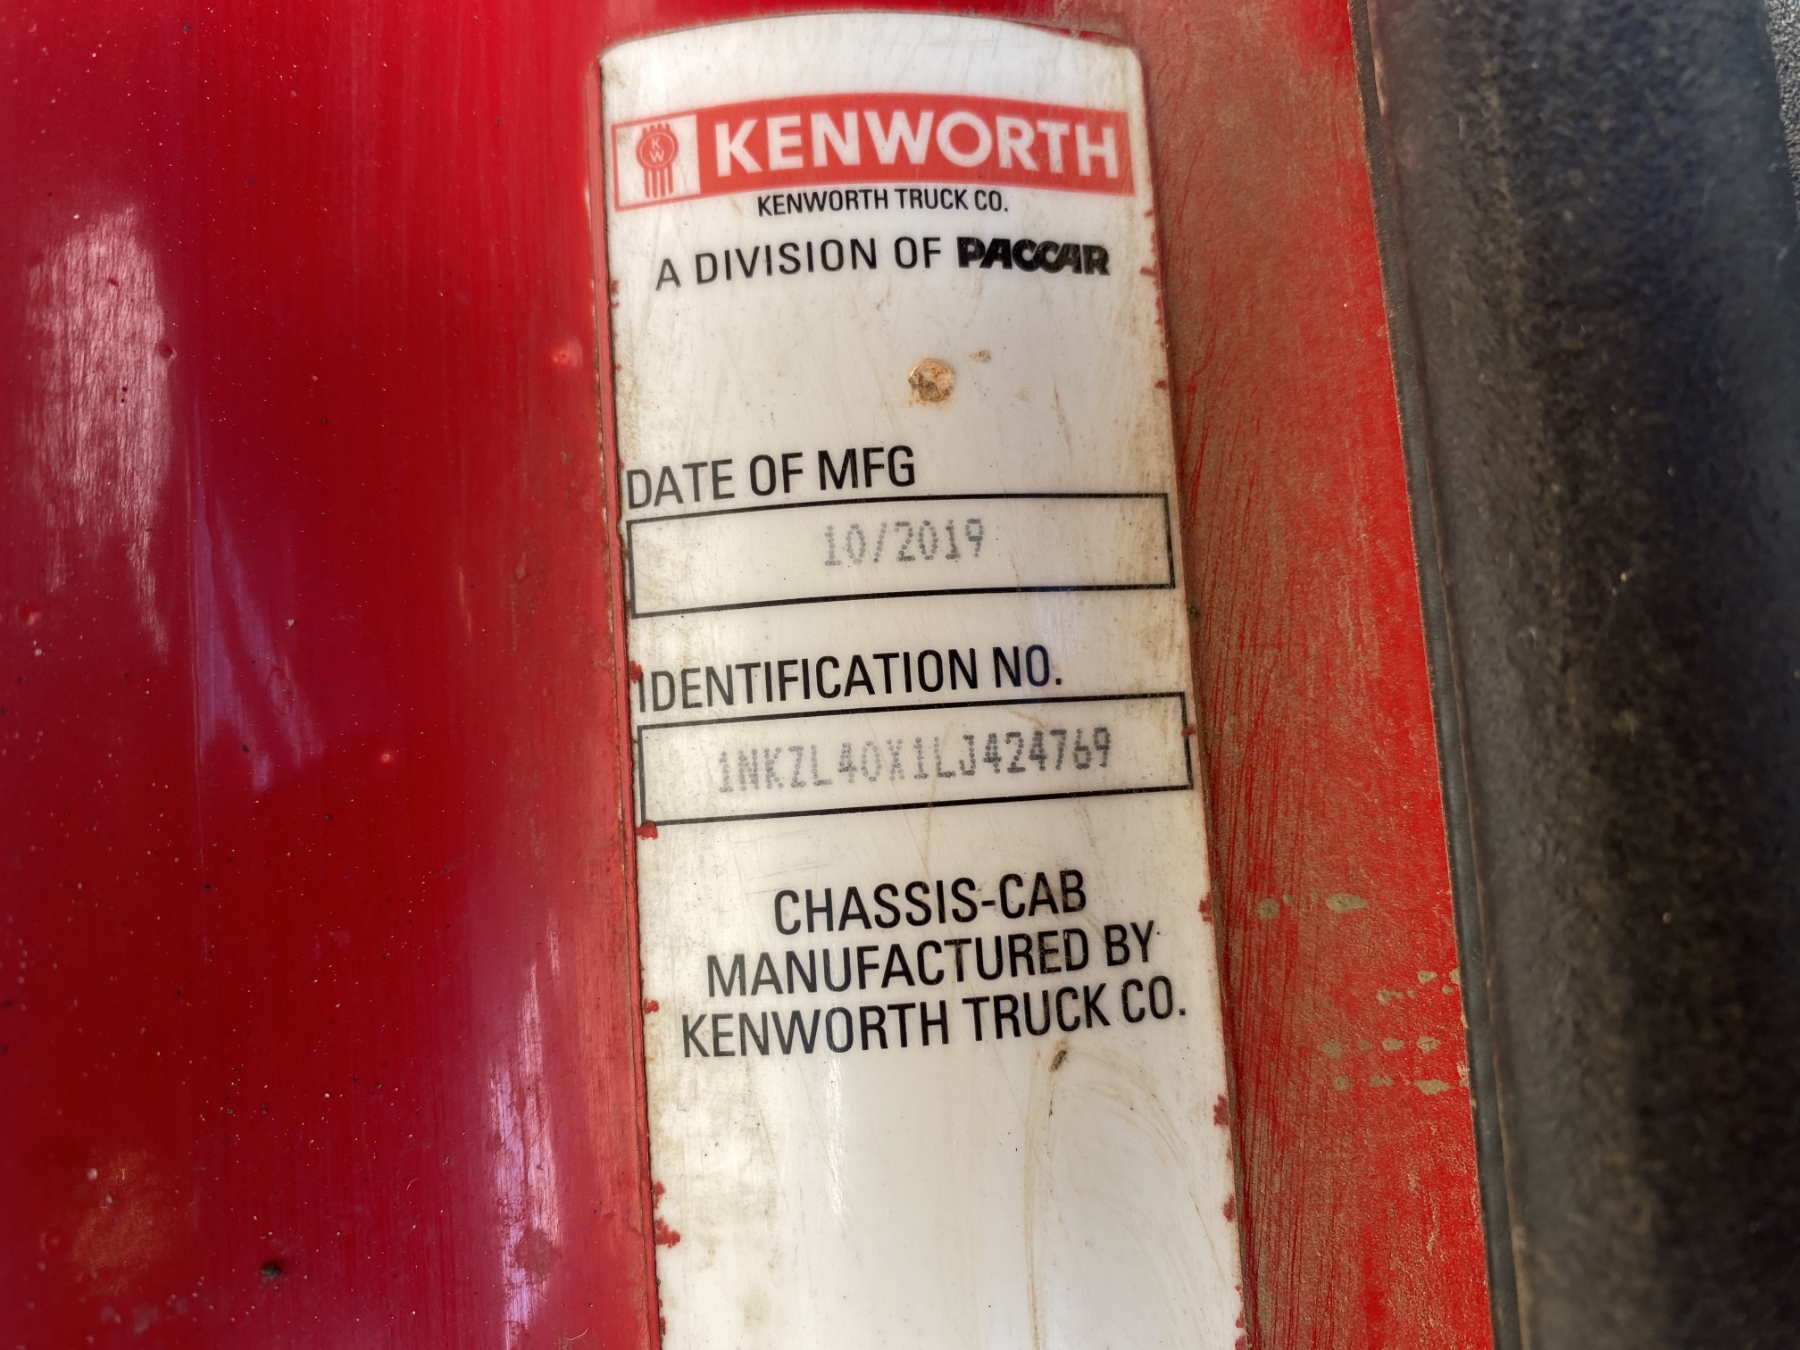 KW KENWORTH
KENWORTH TRUCK CO.
A DIVISION OF PACCAR
DATE OF MFG
10/2019
IDENTIFICATION NO.
1NKZL40X1LJ424769
CHASSIS-CAB
MANUFACTURED BY
KENWORTH TRUCK CO.